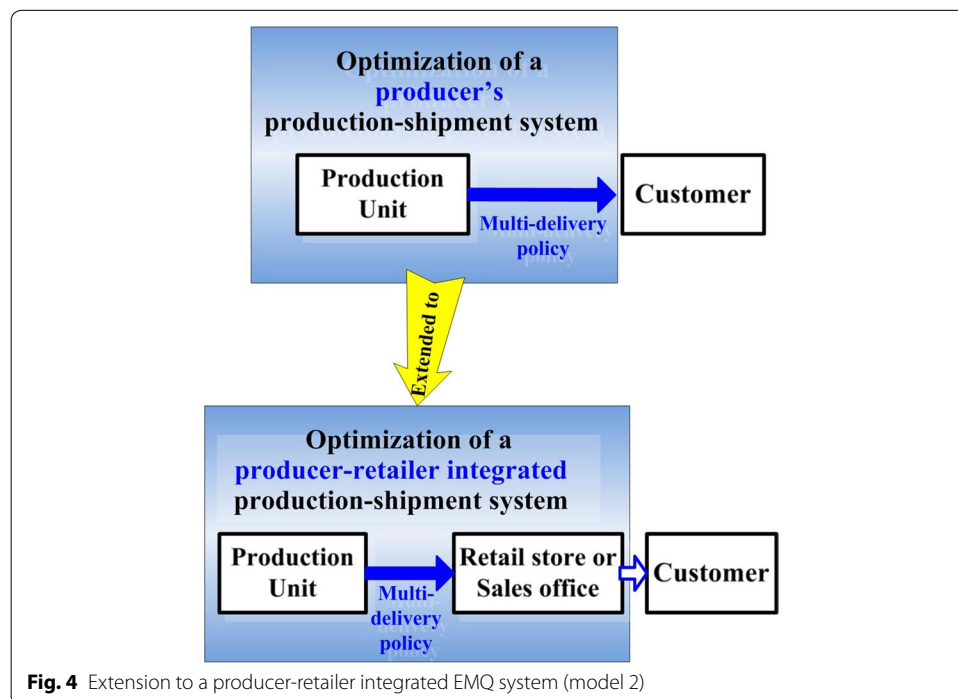 Optimization of a
producer's
production-shipment system
Production
Unit
Multi-delivery
policy
Customer
Extended to
Optimization of a
producer-retailer integrated
production-shipment system
Production
Unit
Multi-
delivery
policy
Retail store or
Sales office
Customer
Fig. 4 Extension to a producer-retailer integrated EMQ system (model 2)